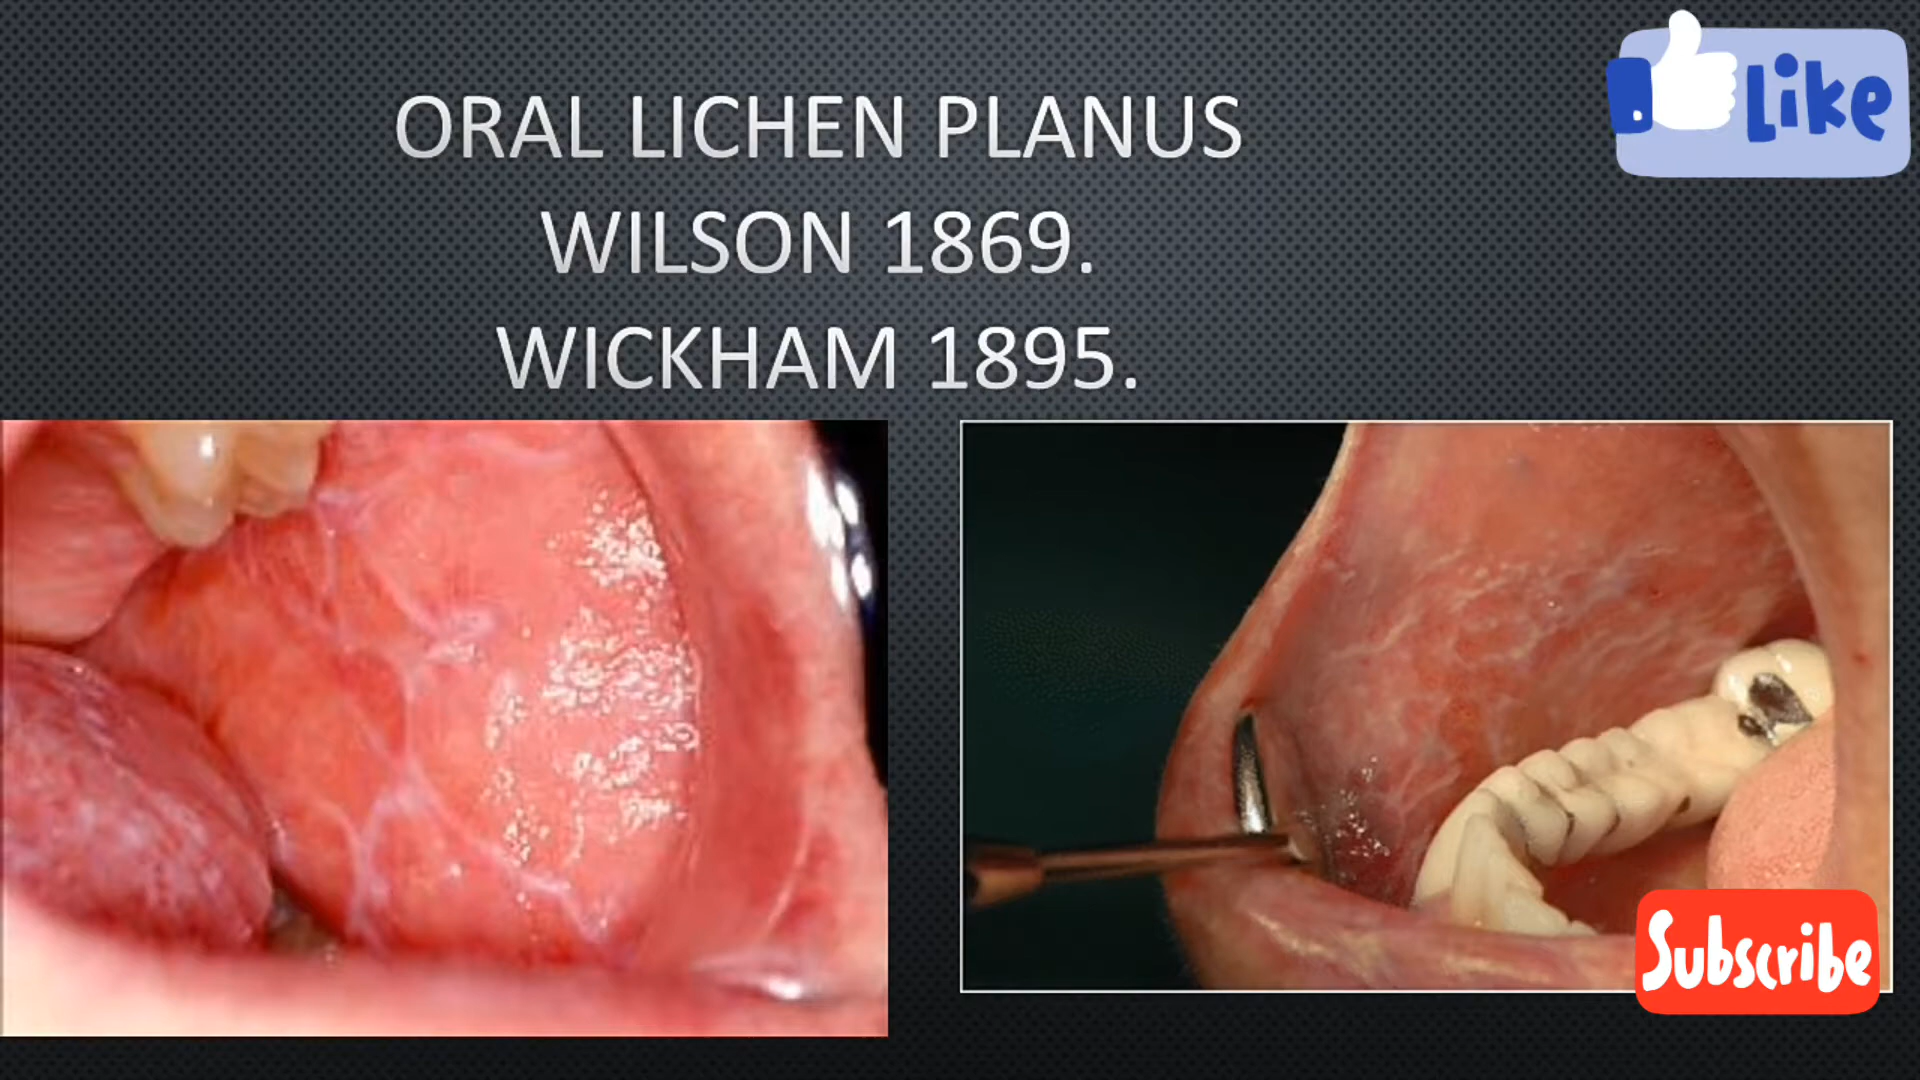 ORAL LICHEN PLANUS
WILSON 1869.
WICKHAM 1895.
Like
Subscribe